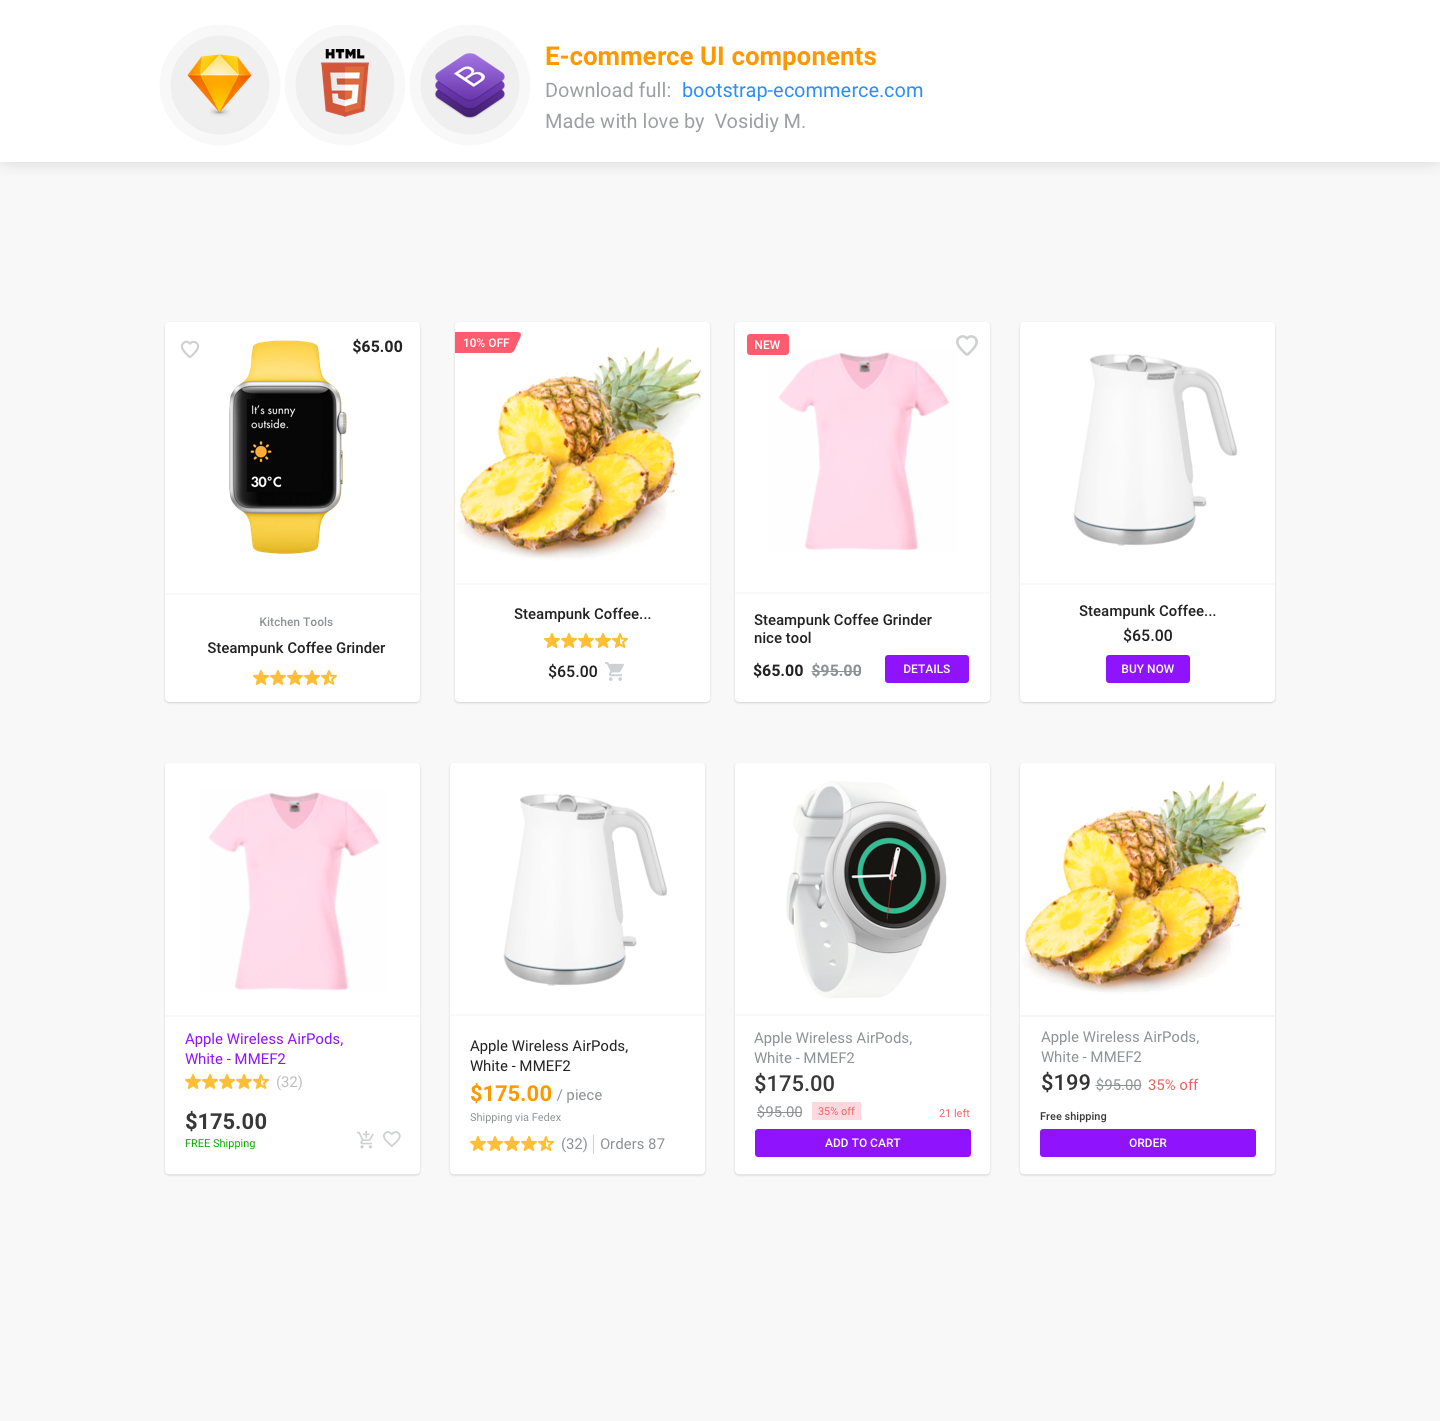 HTML
5
B
E-commerce UI components
Download full: bootstrap-ecommerce.com
Made with love by Vosidiy M.
$65.00
It's sunny
outside.
30°C
Kitchen Tools
Steampunk Coffee Grinder
10% OFF
Steampunk Coffee...
$65.00
NEW
Steampunk Coffee Grinder
nice tool
$65.00 $95.00
DETAILS
Steampunk Coffee...
$65.00
BUY NOW
Apple Wireless AirPods,
White - MMEF2
(32)
$175.00
FREE Shipping
Apple Wireless AirPods,
White - MMEF2
$175.00 / piece
Shipping via Fedex
(32) Orders 87
Apple Wireless AirPods,
White - MMEF2
$175.00
$95.00 35% off 21 left
ADD TO CART
Apple Wireless AirPods,
White - MMEF2
$199 $95.00 35% off
Free shipping
ORDER